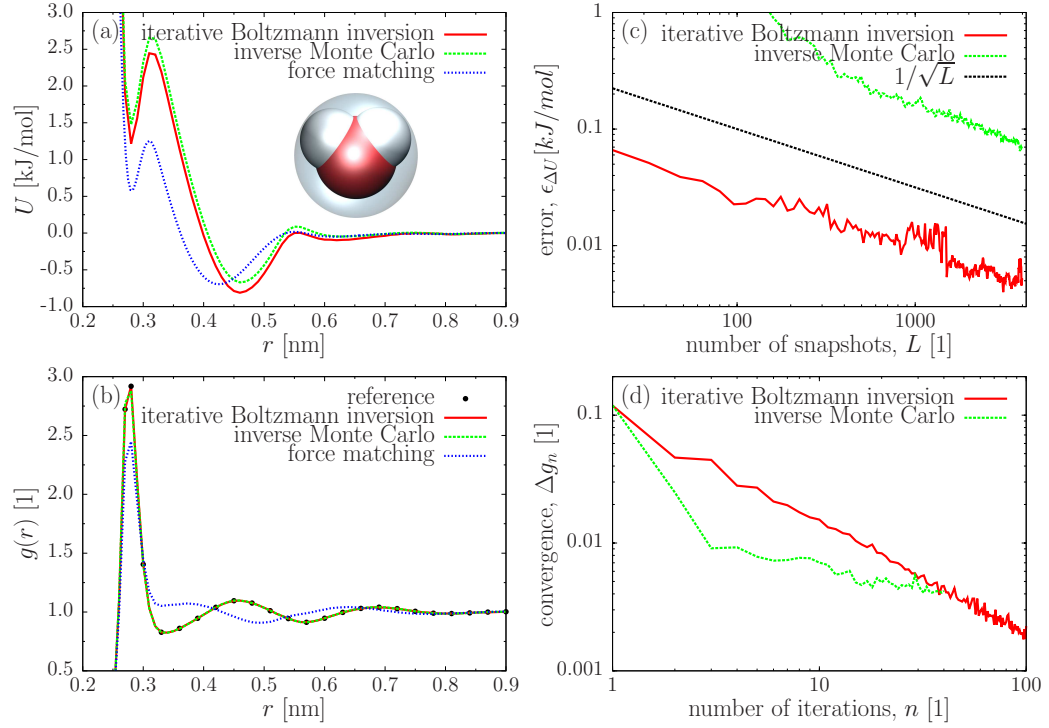 (a)
iterative Boltzmann inversion
inverse Monte Carlo
force matching
U [kJ/mol]
3.0
2.5
2.0
1.5
1.0
0.5
0.0
-0.5
-1.0
0.2 0.3 0.4 0.5 0.6 0.7 0.8 0.9
r [nm]
(c)
iterative Boltzmann inversion
inverse Monte Carlo
1/√L
error, ϵ_ΔU [kJ/mol]
1
0.1
0.01
100 1000
number of snapshots, L [1]
(b)
reference
iterative Boltzmann inversion
inverse Monte Carlo
force matching
g(r) [1]
3.0
2.5
2.0
1.5
1.0
0.5
0.2 0.3 0.4 0.5 0.6 0.7 0.8 0.9
r [nm]
(d)
iterative Boltzmann inversion
inverse Monte Carlo
convergence, Δg_n [1]
0.1
0.01
0.001
1 10 100
number of iterations, n [1]